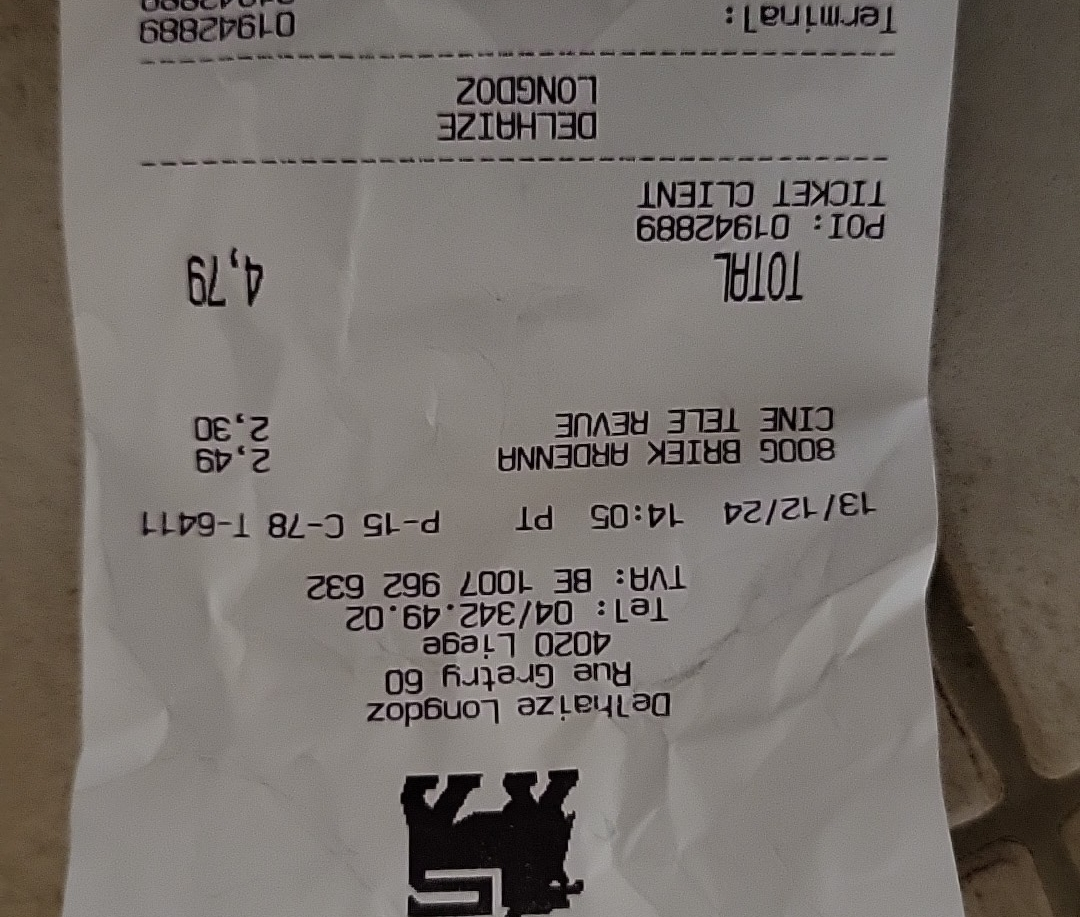 Delhaize Longdoz
Rue Gretry 60
4020 Liege
Tel: 04/342.49.02
TVA: BE 1007 962 632
13/12/24 14:05 PT P-15 C-78 T-6411
800G BRIEK ARDENNA 2,49
CINE TELE REVUE 2,30
TOTAL 4,79
POI: 01942889
TICKET CLIENT
DELHAIZE
LONGDOZ
Terminal: 01942889